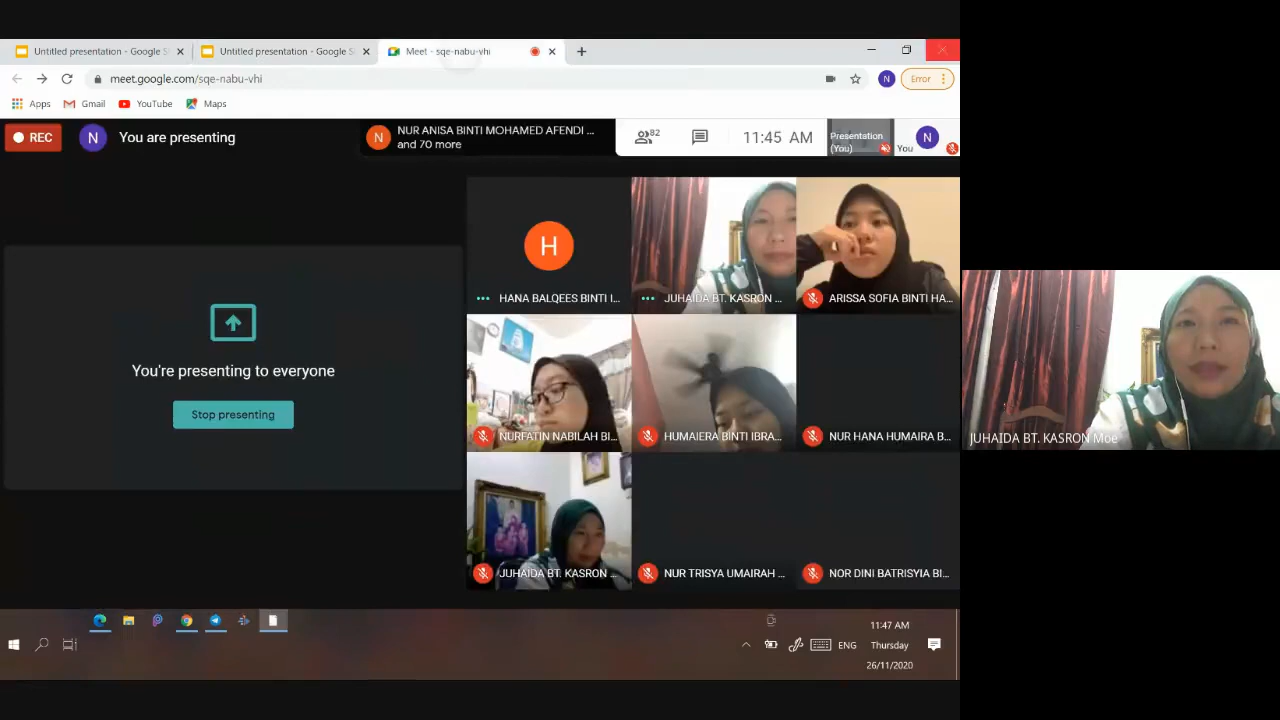 Untitled presentation - Google S
Untitled presentation - Google S
Meet - sqe-nabu-vhi
meet.google.com/sqe-nabu-vhi
N
Error
Apps
Gmail
YouTube
Maps
REC
N
You are presenting
N
NUR ANISA BINTI MOHAMED AFENDI ...
and 70 more
82
11:45 AM
Presentation
(You)
You
N
H
HANA BALQEES BINTI I...
JUHAIDA BT. KASRON ...
ARISSA SOFIA BINTI HA...
You're presenting to everyone
Stop presenting
NURFATIN NABILAH BI...
HUMAIERA BINTI IBRA...
NUR HANA HUMAIRA B...
JUHAIDA BT. KASRON Moe
JUHAIDA BT. KASRON ...
NUR TRISYA UMAIRAH ...
NOR DINI BATRISYIA BI...
ENG
11:47 AM
Thursday
26/11/2020